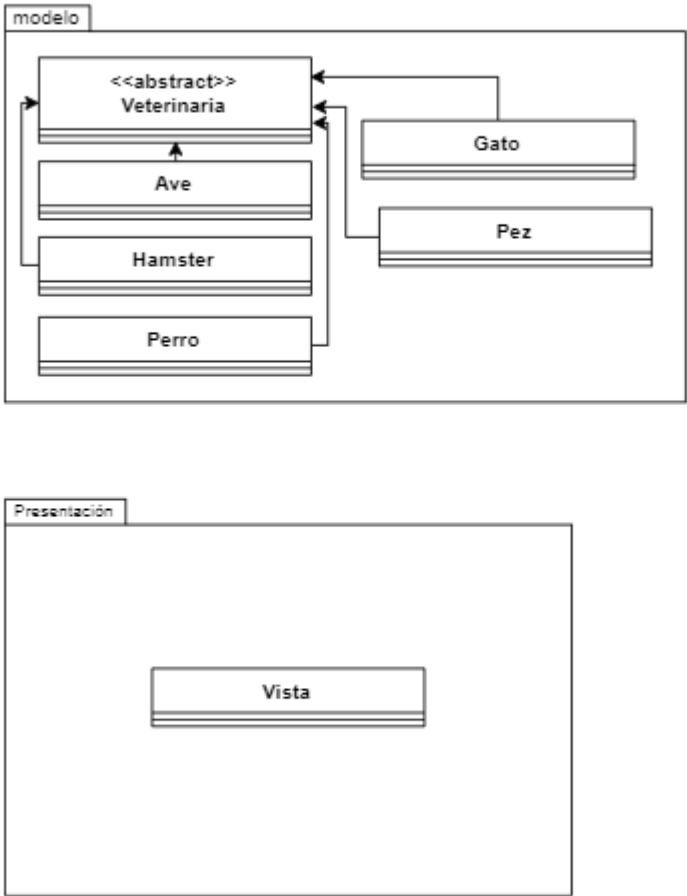 modelo
<<abstract>>
Veterinaria
Gato
Ave
Pez
Hamster
Perro
Presentación
Vista